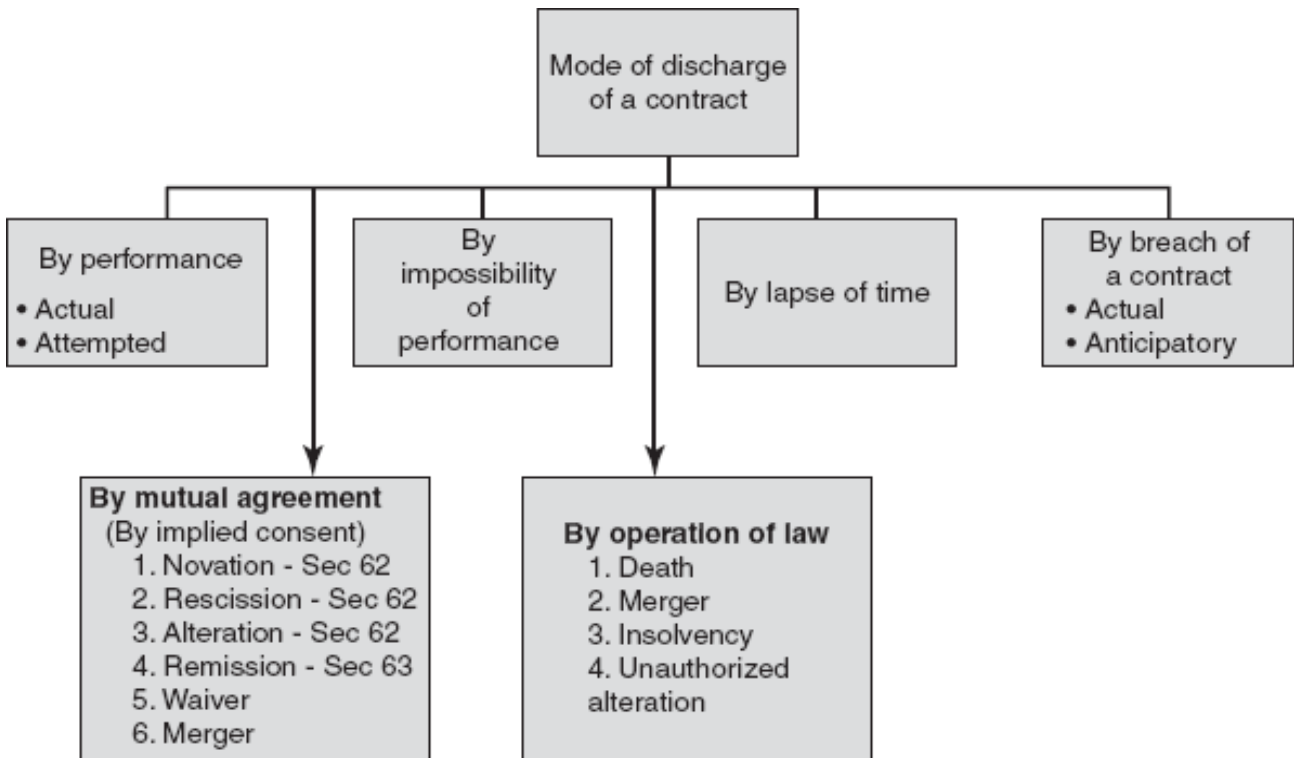 Mode of discharge
of a contract
By performance
• Actual
• Attempted
By
impossibility
of
performance
By lapse of time
By breach of
a contract
• Actual
• Anticipatory
By mutual agreement
(By implied consent)
1. Novation - Sec 62
2. Rescission - Sec 62
3. Alteration - Sec 62
4. Remission - Sec 63
5. Waiver
6. Merger
By operation of law
1. Death
2. Merger
3. Insolvency
4. Unauthorized
alteration